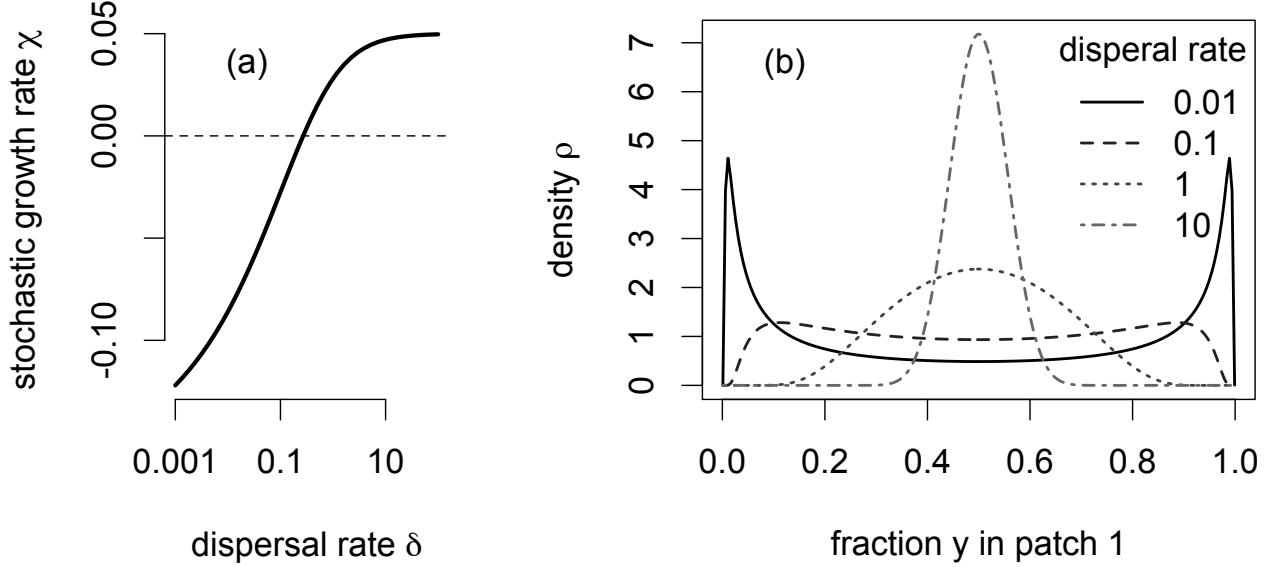 (a)
stochastic growth rate χ
0.05
0.00
-0.10
0.001 0.1 10
dispersal rate δ
(b)
disperal rate
0.01
0.1
1
10
density ρ
7
6
5
4
3
2
1
0
0.0 0.2 0.4 0.6 0.8 1.0
fraction y in patch 1